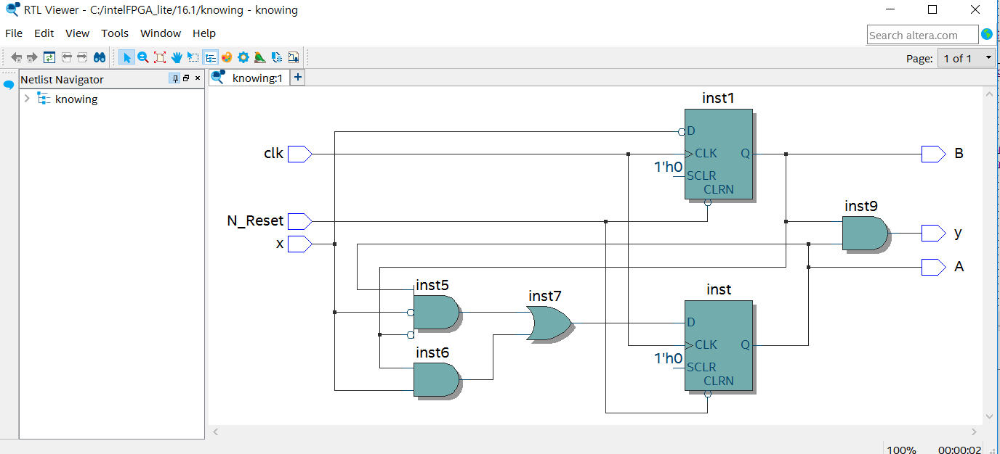 RTL Viewer - C:/intelFPGA_lite/16.1/knowing - knowing
File Edit View Tools Window Help
Search altera.com
Page: 1 of 1
Netlist Navigator
knowing:1
knowing
inst1
D
clk
CLK Q
B
1'h0
SCLR
CLRN
inst9
N_Reset
x
y
A
inst5
inst7
inst
D
CLK Q
inst6
1'h0
SCLR
CLRN
100% 00:00:02